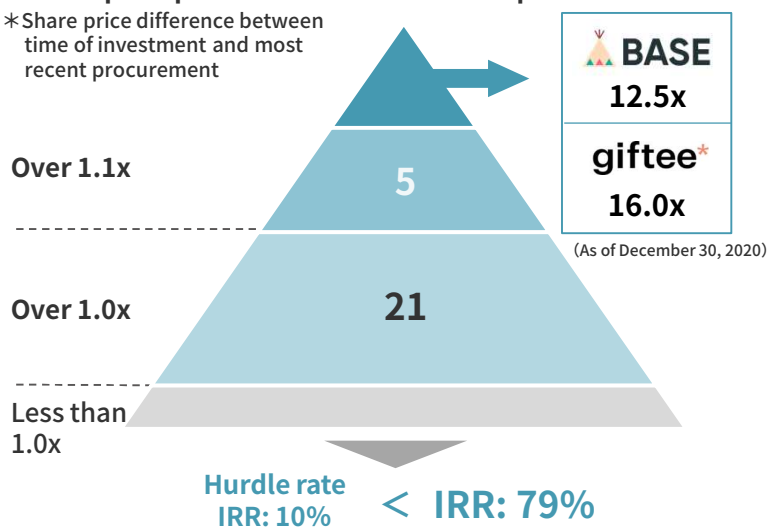 ＊Share price difference between
time of investment and most
recent procurement
BASE
12.5x
giftee*
16.0x
(As of December 30, 2020)
Over 1.1x
5
Over 1.0x
21
Less than
1.0x
Hurdle rate
IRR: 10%
＜ IRR: 79%